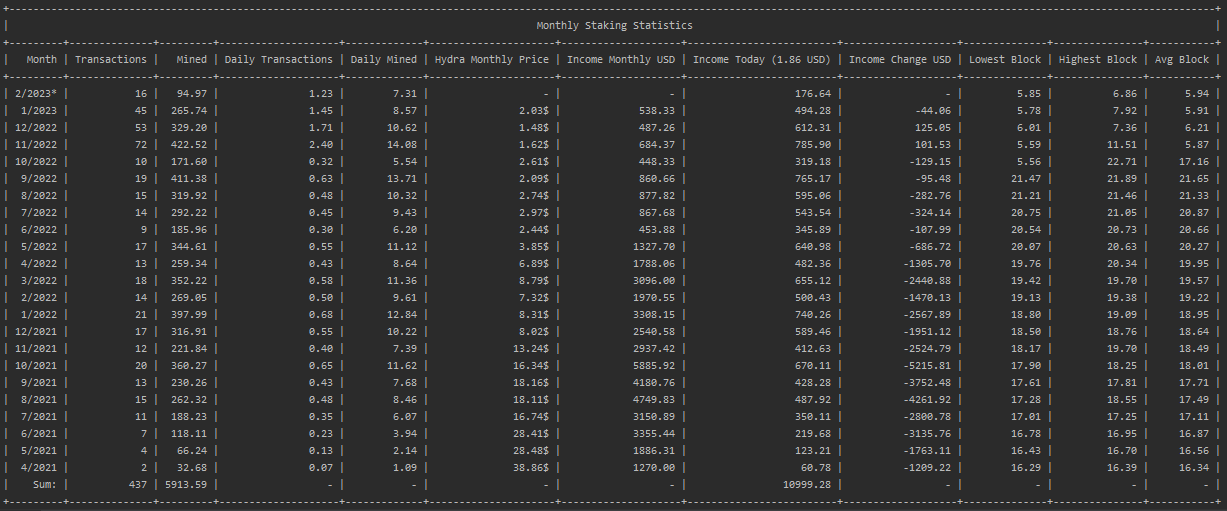 Monthly Staking Statistics
Month | Transactions | Mined | Daily Transactions | Daily Mined | Hydra Monthly Price | Income Monthly USD | Income Today (1.86 USD) | Income Change USD | Lowest Block | Highest Block | Avg Block
2/2023* | 16 | 94.97 | 1.23 | 7.31 | - | - | 176.64 | - | 5.85 | 6.86 | 5.94
1/2023 | 45 | 265.74 | 1.45 | 8.57 | 2.03$ | 538.33 | 494.28 | -44.06 | 5.78 | 7.92 | 5.91
12/2022 | 53 | 329.20 | 1.71 | 10.62 | 1.48$ | 487.26 | 612.31 | 125.05 | 6.01 | 7.36 | 6.21
11/2022 | 72 | 422.52 | 2.40 | 14.08 | 1.62$ | 684.37 | 785.90 | 101.53 | 5.59 | 11.51 | 5.87
10/2022 | 10 | 171.60 | 0.32 | 5.54 | 2.61$ | 448.33 | 319.18 | -129.15 | 5.56 | 22.71 | 17.16
9/2022 | 19 | 411.38 | 0.63 | 13.71 | 2.09$ | 860.66 | 765.17 | -95.48 | 21.47 | 21.89 | 21.65
8/2022 | 15 | 319.92 | 0.48 | 10.32 | 2.74$ | 877.82 | 595.06 | -282.76 | 21.21 | 21.46 | 21.33
7/2022 | 14 | 292.22 | 0.45 | 9.43 | 2.97$ | 867.68 | 543.54 | -324.14 | 20.75 | 21.05 | 20.87
6/2022 | 9 | 185.96 | 0.30 | 6.20 | 2.44$ | 453.88 | 345.89 | -107.99 | 20.54 | 20.73 | 20.66
5/2022 | 17 | 344.61 | 0.55 | 11.12 | 3.85$ | 1327.70 | 640.98 | -686.72 | 20.07 | 20.63 | 20.27
4/2022 | 13 | 259.34 | 0.43 | 8.64 | 6.89$ | 1788.06 | 482.36 | -1305.70 | 19.76 | 20.34 | 19.95
3/2022 | 18 | 352.22 | 0.58 | 11.36 | 8.79$ | 3096.00 | 655.12 | -2440.88 | 19.42 | 19.70 | 19.57
2/2022 | 14 | 269.05 | 0.50 | 9.61 | 7.32$ | 1970.55 | 500.43 | -1470.13 | 19.13 | 19.38 | 19.22
1/2022 | 21 | 397.99 | 0.68 | 12.84 | 8.31$ | 3308.15 | 740.26 | -2567.89 | 18.80 | 19.09 | 18.95
12/2021 | 17 | 316.91 | 0.55 | 10.22 | 8.02$ | 2540.58 | 589.46 | -1951.12 | 18.50 | 18.76 | 18.64
11/2021 | 12 | 221.84 | 0.40 | 7.39 | 13.24$ | 2937.42 | 412.63 | -2524.79 | 18.17 | 19.70 | 18.49
10/2021 | 20 | 360.27 | 0.65 | 11.62 | 16.34$ | 5885.92 | 670.11 | -5215.81 | 17.90 | 18.25 | 18.01
9/2021 | 13 | 230.26 | 0.43 | 7.68 | 18.16$ | 4180.76 | 428.28 | -3752.48 | 17.61 | 17.81 | 17.71
8/2021 | 15 | 262.32 | 0.48 | 8.46 | 18.11$ | 4749.83 | 487.92 | -4261.92 | 17.28 | 18.55 | 17.49
7/2021 | 11 | 188.23 | 0.35 | 6.07 | 16.74$ | 3150.89 | 350.11 | -2800.78 | 17.01 | 17.25 | 17.11
6/2021 | 7 | 118.11 | 0.23 | 3.94 | 28.41$ | 3355.44 | 219.68 | -3135.76 | 16.78 | 16.95 | 16.87
5/2021 | 4 | 66.24 | 0.13 | 2.14 | 28.48$ | 1886.31 | 123.21 | -1763.11 | 16.43 | 16.70 | 16.56
4/2021 | 2 | 32.68 | 0.07 | 1.09 | 38.86$ | 1270.00 | 60.78 | -1209.22 | 16.29 | 16.39 | 16.34
Sum: | 437 | 5913.59 | - | - | - | - | 10999.28 | - | - | - | -